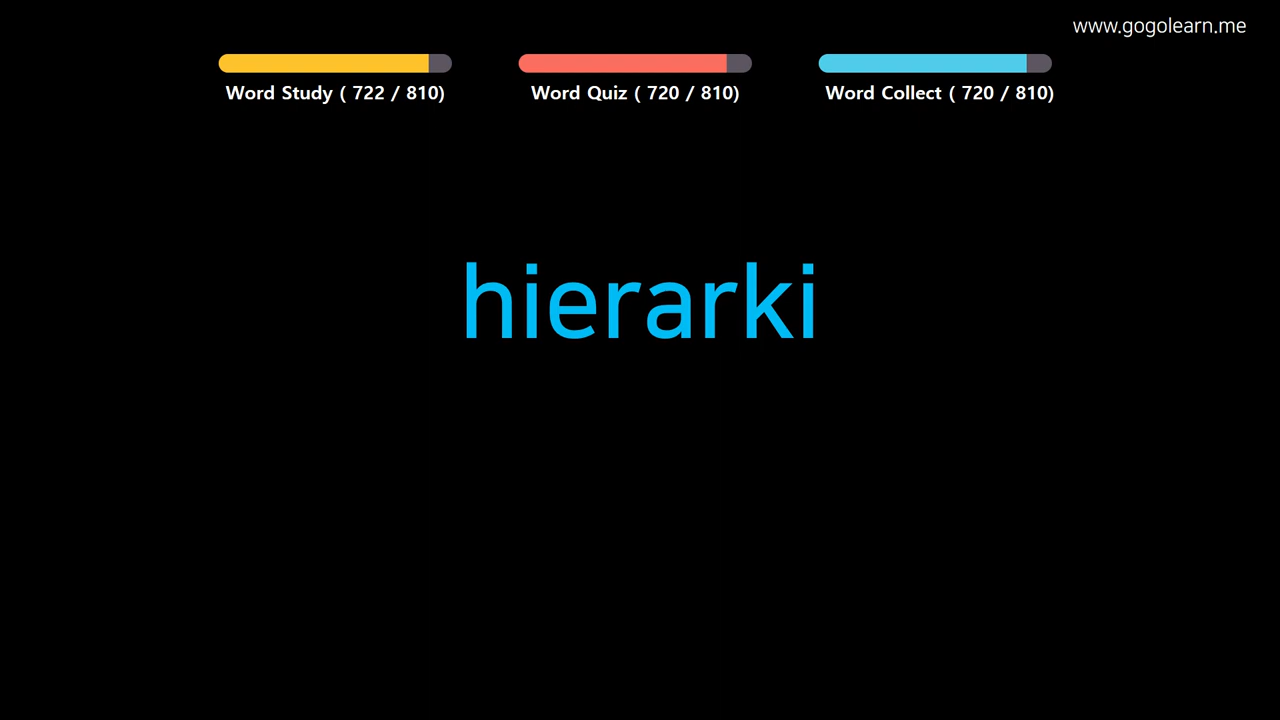 www.gogolearn.me
Word Study ( 722 / 810)
Word Quiz ( 720 / 810)
Word Collect ( 720 / 810)
hierarki